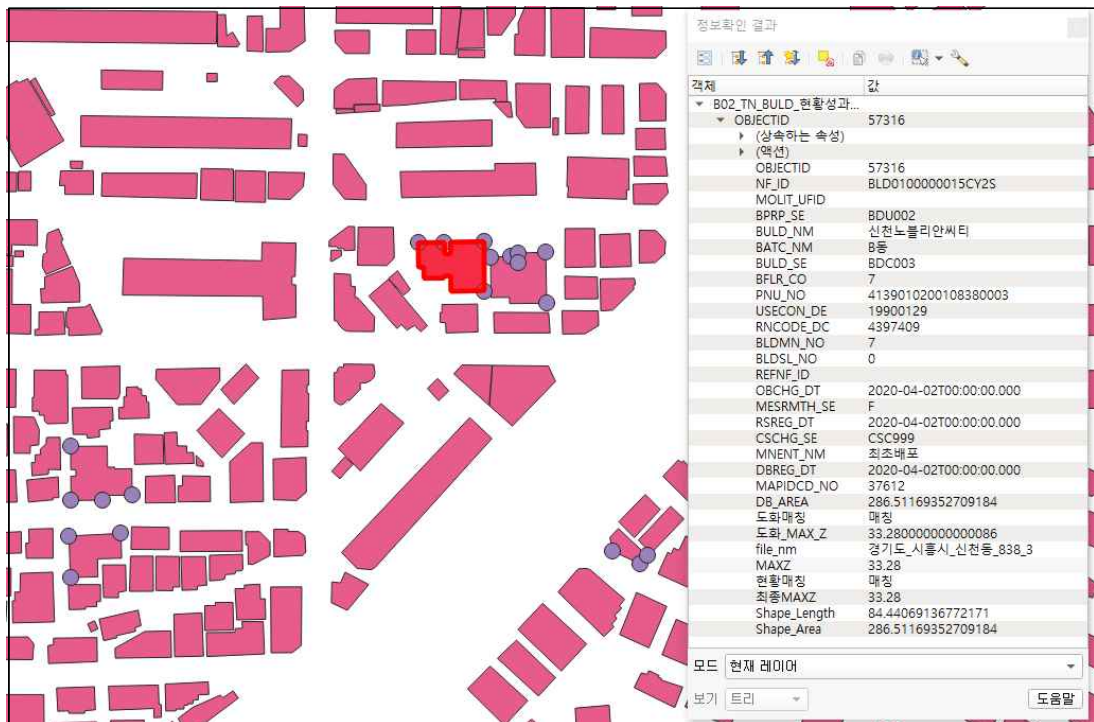 정보확인 결과
객체 값
B02_TN_BULD_현황성과...
OBJECTID 57316
(상속하는 속성)
(액션)
OBJECTID 57316
NF_ID BLD0100000015CY2S
MOLIT_UFID
BPRP_SE BDU002
BULD_NM 신천노블리안씨티
BATC_NM B동
BULD_SE BDC003
BFLR_CO 7
PNU_NO 4139010200108380003
USECON_DE 19900129
RNCODE_DC 4397409
BLDMN_NO 7
BLDSL_NO 0
REFNF_ID
OBCHG_DT 2020-04-02T00:00:00.000
MESRMTH_SE F
RSREG_DT 2020-04-02T00:00:00.000
CSCHG_SE CSC999
MNENT_NM 최초배포
DBREG_DT 2020-04-02T00:00:00.000
MAPIDCD_NO 37612
DB_AREA 286.51169352709184
도화매칭 매칭
도화_MAX_Z 33.280000000000086
file_nm 경기도_시흥시_신천동_838_3
MAXZ 33.28
현황매칭 매칭
최종MAXZ 33.28
Shape_Length 84.44069136772171
Shape_Area 286.51169352709184
모드 현재 레이어
보기 트리 도움말